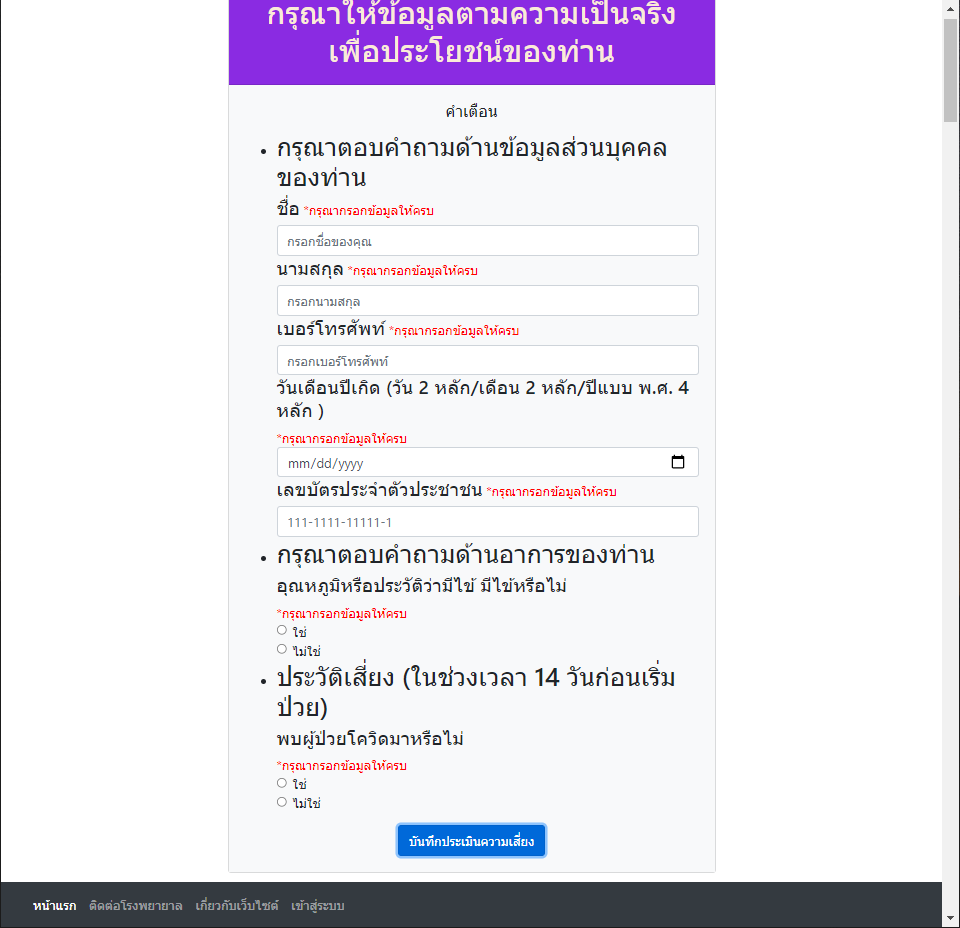 กรุณาให้ข้อมูลตามความเป็นจริง
เพื่อประโยชน์ของท่าน
คำเตือน
กรุณาตอบคำถามด้านข้อมูลส่วนบุคคล
ของท่าน
ชื่อ *กรุณากรอกข้อมูลให้ครบ
กรอกชื่อของคุณ
นามสกุล *กรุณากรอกข้อมูลให้ครบ
กรอกนามสกุล
เบอร์โทรศัพท์ *กรุณากรอกข้อมูลให้ครบ
กรอกเบอร์โทรศัพท์
วันเดือนปีเกิด (วัน 2 หลัก/เดือน 2 หลัก/ปีแบบ พ.ศ. 4
หลัก )
*กรุณากรอกข้อมูลให้ครบ
mm/dd/yyyy
เลขบัตรประจำตัวประชาชน *กรุณากรอกข้อมูลให้ครบ
111-1111-11111-1
กรุณาตอบคำถามด้านอาการของท่าน
อุณหภูมิหรือประวัติว่ามีไข้ มีไข้หรือไม่
*กรุณากรอกข้อมูลให้ครบ
ใช่
ไม่ใช่
ประวัติเสี่ยง (ในช่วงเวลา 14 วันก่อนเริ่ม
ป่วย)
พบผู้ป่วยโควิดมาหรือไม่
*กรุณากรอกข้อมูลให้ครบ
ใช่
ไม่ใช่
บันทึกประเมินความเสี่ยง
หน้าแรก ติดต่อโรงพยาบาล เกี่ยวกับเว็บไซต์ เข้าสู่ระบบ